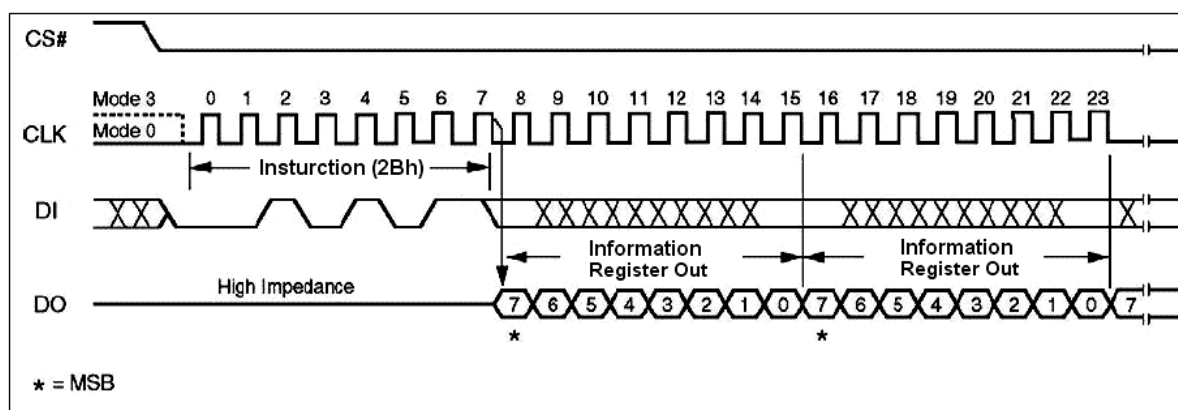 CS#
Mode 3 0 1 2 3 4 5 6 7 8 9 10 11 12 13 14 15 16 17 18 19 20 21 22 23
CLK Mode 0
Insturction (2Bh)
DI
Information Information
Register Out Register Out
High Impedance
DO 7 6 5 4 3 2 1 0 7 6 5 4 3 2 1 0 7
* *
* = MSB